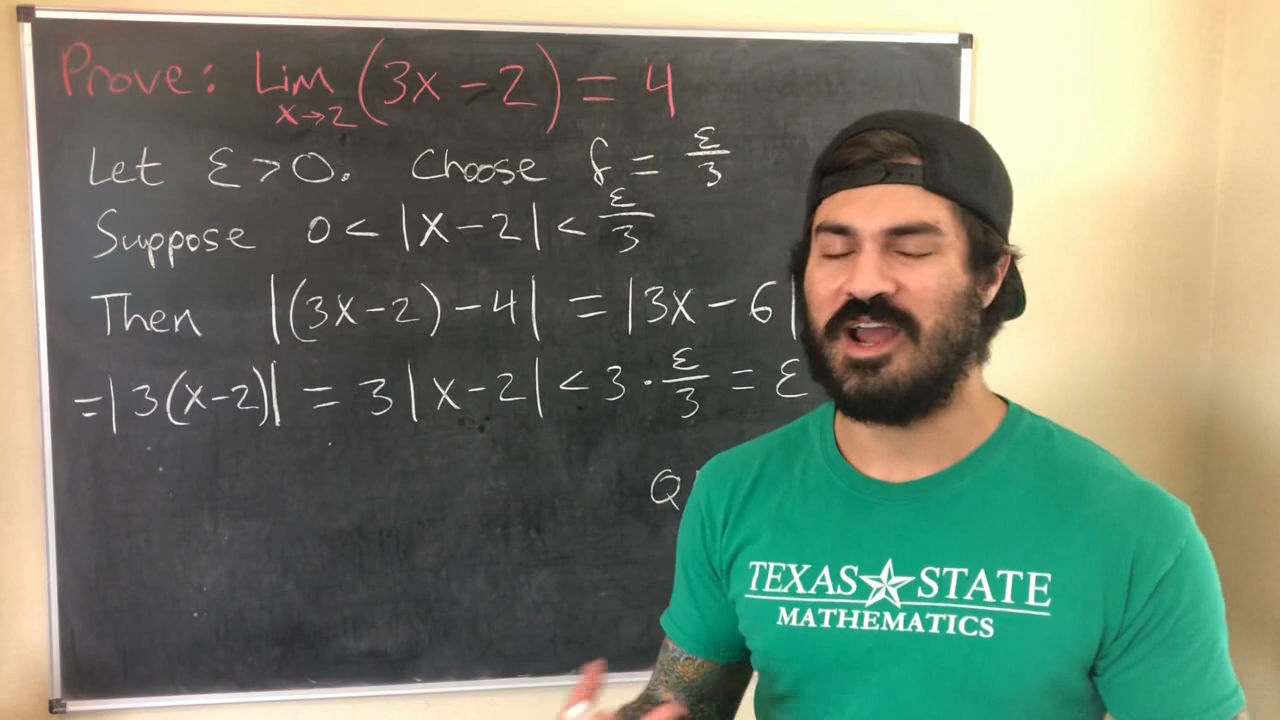 Prove: Lim (3x - 2) = 4
x→2
Let ε > 0. Choose δ = ε/3
Suppose 0 < |x - 2| < ε/3
Then |(3x - 2) - 4| = |3x - 6|
= |3(x - 2)| = 3|x - 2| < 3 · ε/3 = ε
Q
TEXAS STATE
MATHEMATICS